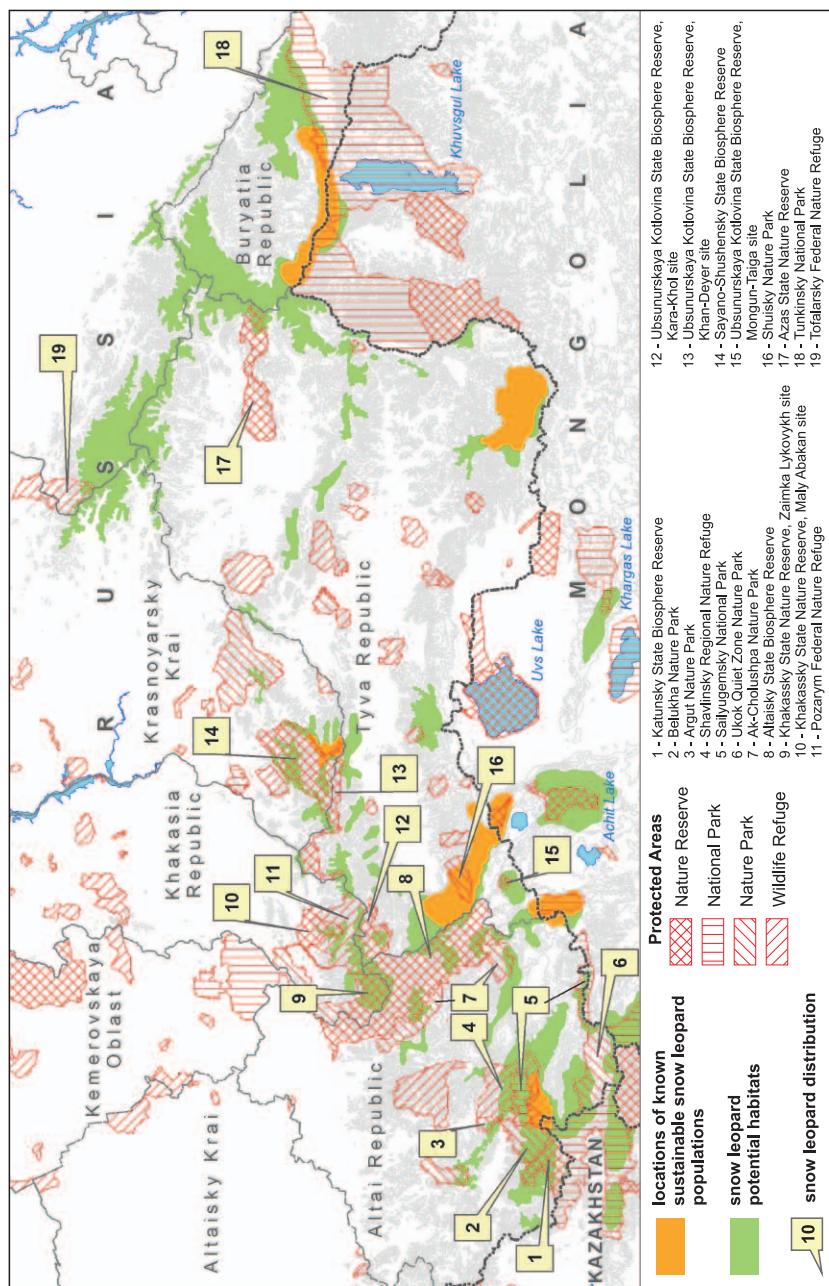 R U S S I A
Kemerovskaya
Oblast
Altaisky Krai
Khakasia
Republic
Krasnoyarsky
Krai
Altai Republic
Tyva Republic
Buryatia
Republic
KAZAKHSTAN
M O N G O L I A
Achit Lake
Uvs Lake
Khargas Lake
Khuvsgul Lake
1
2
3
4
5
6
7
8
9
10
11
12
13
14
15
16
17
18
19
locations of known
sustainable snow leopard
populations
snow leopard
potential habitats
10
snow leopard distribution
Protected Areas
Nature Reserve
National Park
Nature Park
Wildlife Refuge
1 - Katunsky State Biosphere Reserve
2 - Belukha Nature Park
3 - Argut Nature Park
4 - Shavlinsky Regional Nature Refuge
5 - Sailyugemsky National Park
6 - Ukok Quiet Zone Nature Park
7 - Ak-Cholushpa Nature Park
8 - Altaisky State Biosphere Reserve
9 - Khakassky State Nature Reserve, Zaimka Lykovykh site
10 - Khakassky State Nature Reserve, Maly Abakan site
11 - Pozarym Federal Nature Refuge
12 - Ubsunurskaya Kotlovina State Biosphere Reserve,
Kara-Khol site
13 - Ubsunurskaya Kotlovina State Biosphere Reserve,
Khan-Deyer site
14 - Sayano-Shushensky State Biosphere Reserve
15 - Ubsunurskaya Kotlovina State Biosphere Reserve,
Mongun-Taiga site
16 - Shuisky Nature Park
17 - Azas State Nature Reserve
18 - Tunkinsky National Park
19 - Tofalarsky Federal Nature Refuge